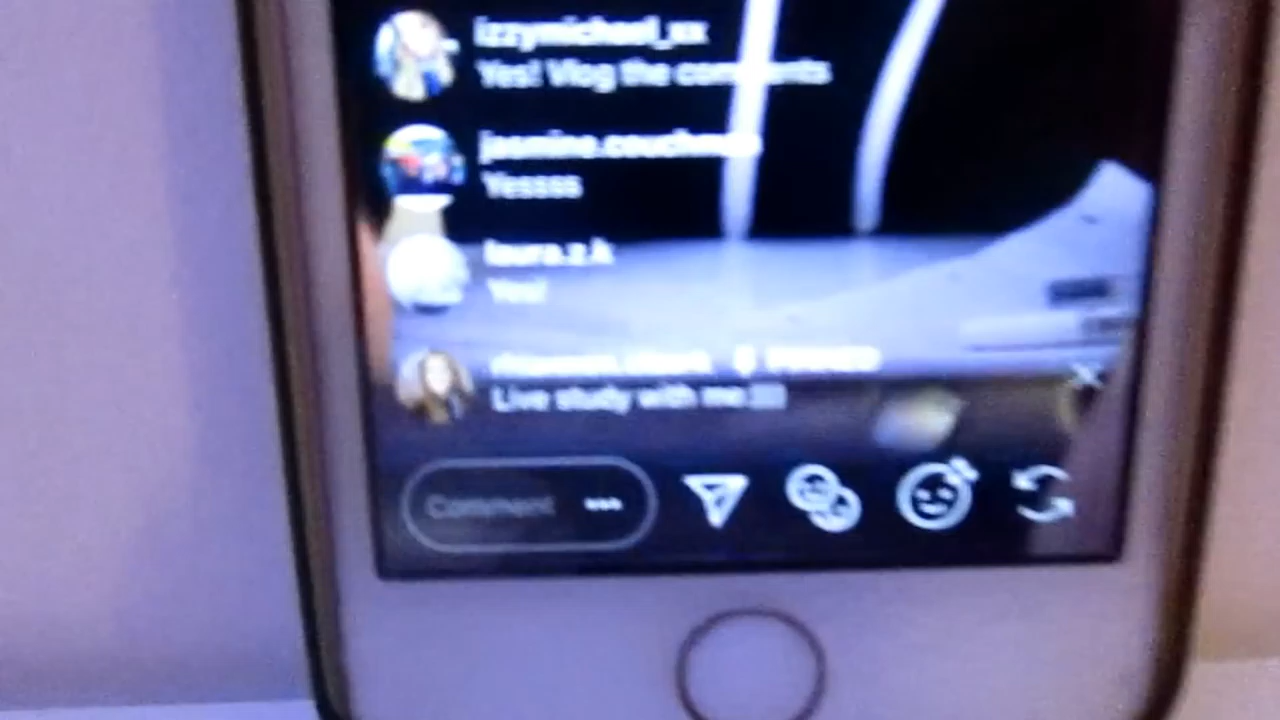 izzymichael_xx
Yes! Vlog the comments
Yessss
laura.z.k
Yes!
Live study with me
Comment